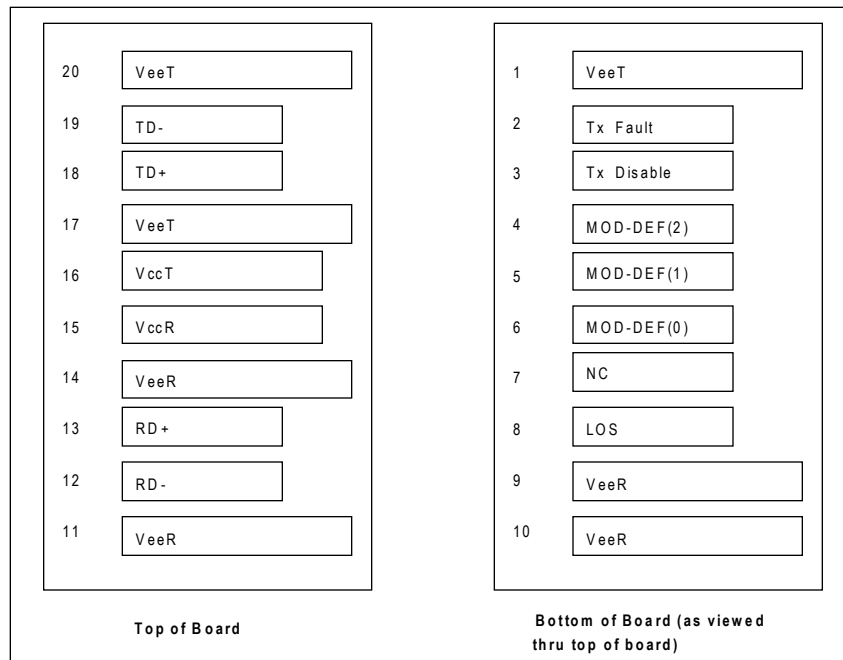 20 VeeT
19 TD-
18 TD+
17 VeeT
16 VccT
15 VccR
14 VeeR
13 RD+
12 RD-
11 VeeR
Top of Board
1 VeeT
2 Tx Fault
3 Tx Disable
4 MOD-DEF(2)
5 MOD-DEF(1)
6 MOD-DEF(0)
7 NC
8 LOS
9 VeeR
10 VeeR
Bottom of Board (as viewed
thru top of board)